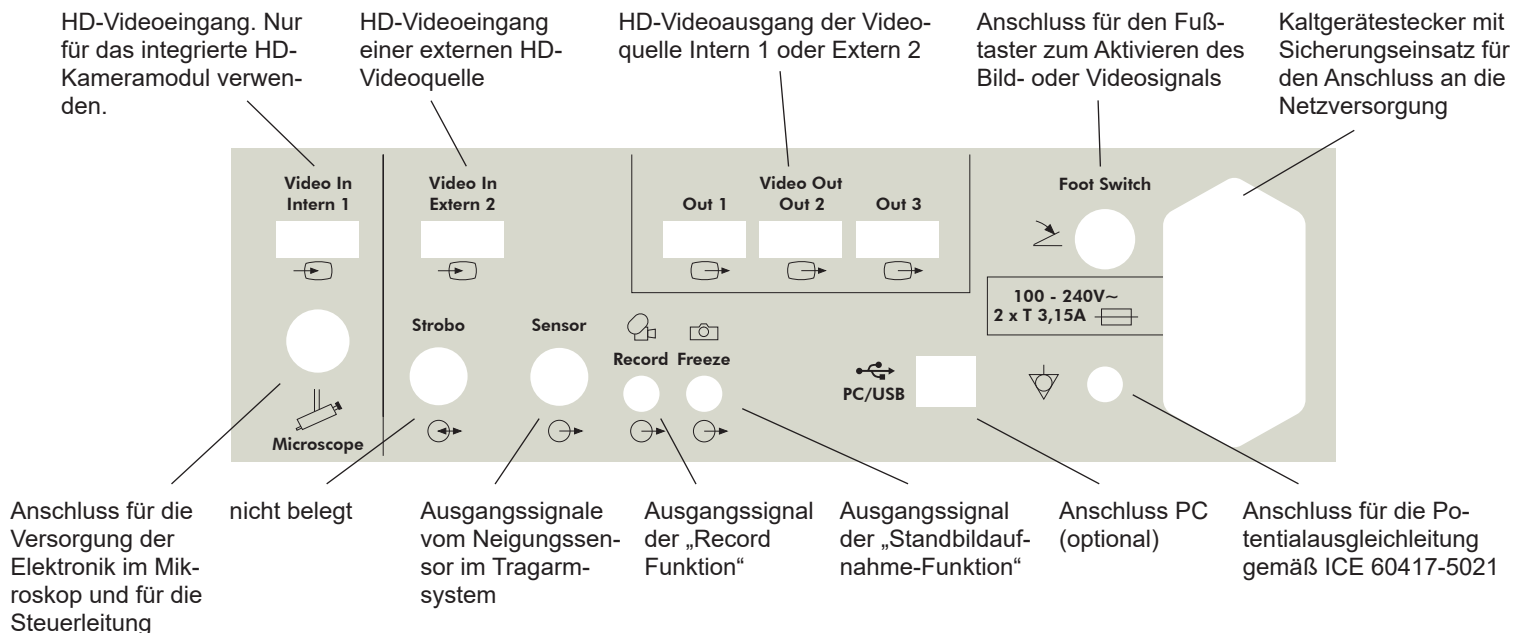 HD-Videoeingang. Nur
für das integrierte HD-
Kameramodul verwen-
den.
HD-Videoeingang
einer externen HD-
Videoquelle
HD-Videoausgang der Video-
quelle Intern 1 oder Extern 2
Anschluss für den Fuß-
taster zum Aktivieren des
Bild- oder Videosignals
Kaltgerätestecker mit
Sicherungseinsatz für
den Anschluss an die
Netzversorgung
Video In
Intern 1
Video In
Extern 2
Video Out
Out 1
Out 2
Out 3
Foot Switch
100 - 240V~
2 x T 3,15A
Strobo
Sensor
Record
Freeze
PC/USB
Microscope
Anschluss für die
Versorgung der
Elektronik im Mik-
roskop und für die
Steuerleitung
nicht belegt
Ausgangssignale
vom Neigungssen-
sor im Tragarm-
system
Ausgangssignal
der „Record
Funktion“
Ausgangssignal
der „Standbildauf-
nahme-Funktion“
Anschluss PC
(optional)
Anschluss für die Po-
tentialausgleichleitung
gemäß ICE 60417-5021